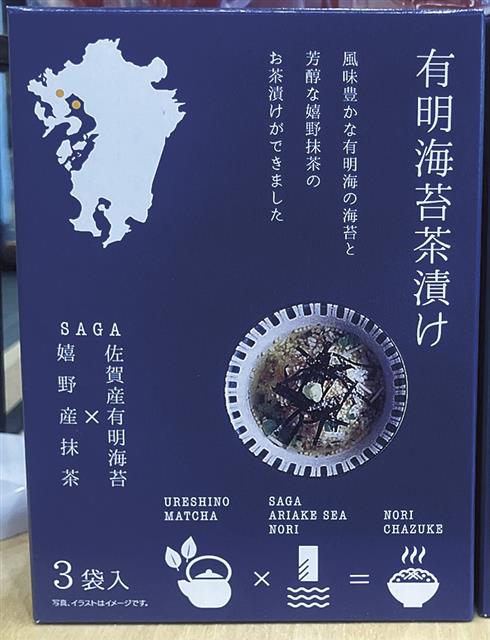 有明海苔茶漬け
風味豊かな有明海の海苔と
芳醇な嬉野抹茶の
お茶漬けができました
SAGA
佐賀産有明海苔
×
嬉野産抹茶
URESHINO
MATCHA
SAGA
ARIAKE SEA
NORI
NORI
CHAZUKE
× =
3袋入
写真、イラストはイメージです。